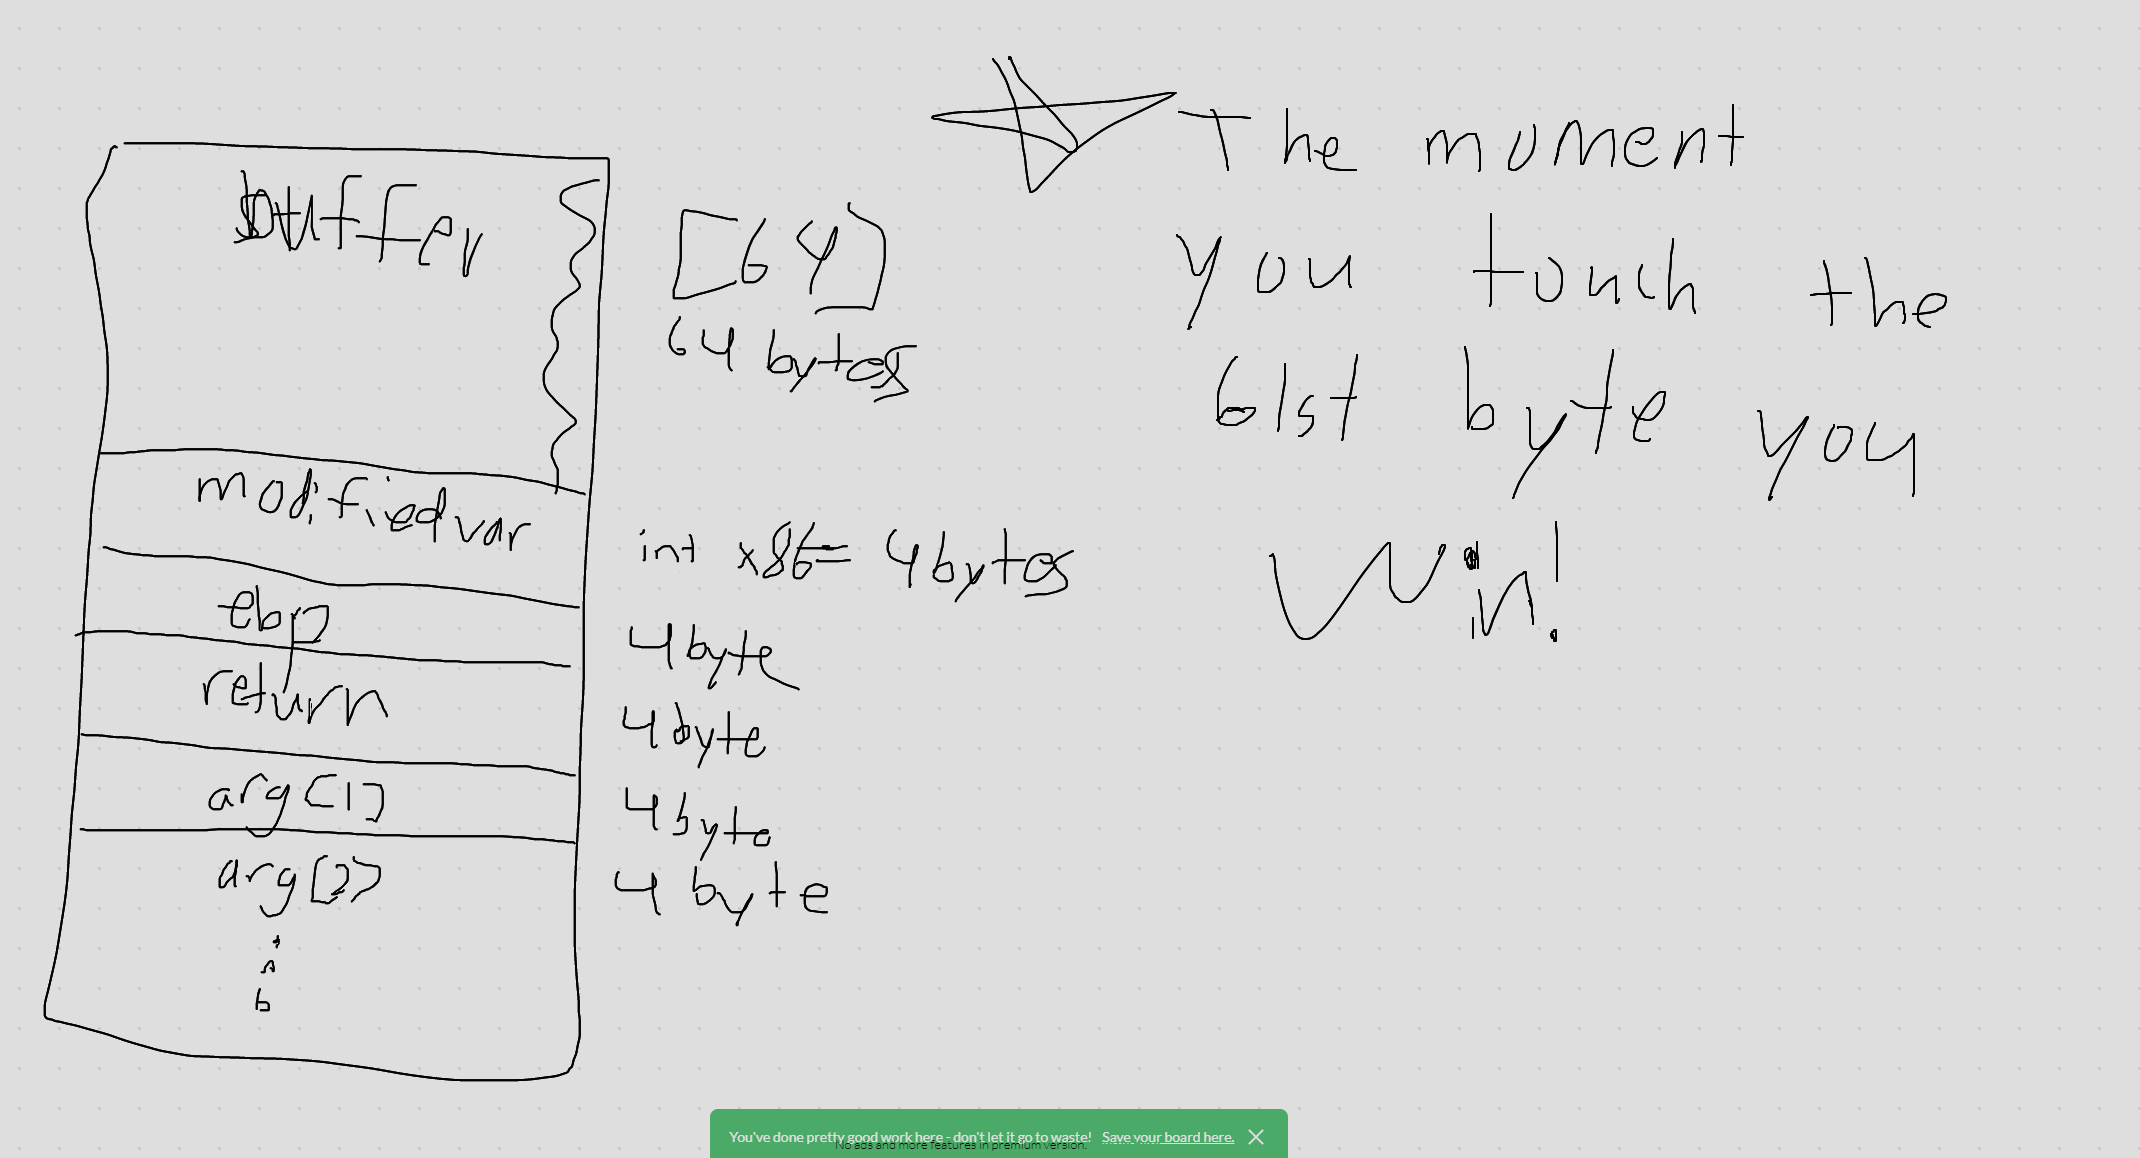 buffer
[64]
64 bytes
modifiedvar
int x86= 4bytes
ebp
4byte
return
4byte
arg[1]
4byte
arg[2]
4 byte
The moment
you touch the
61st byte you
win!
You've done pretty good work here - don't let it go to waste! Save your board here.
No ads and more features in premium version.